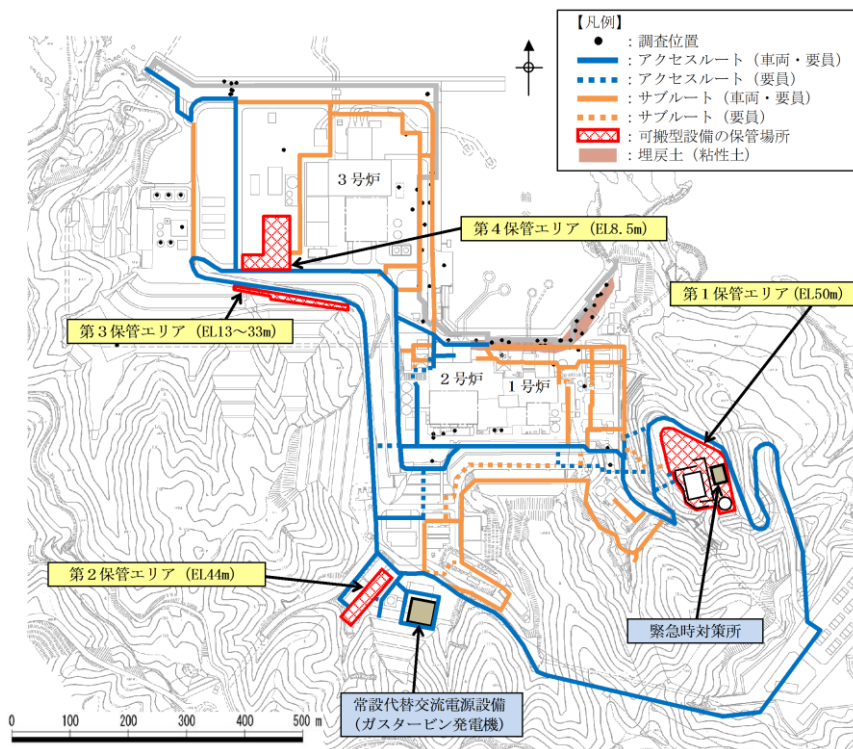 【凡例】
：調査位置
：アクセスルート（車両・要員）
：アクセスルート（要員）
：サブルート（車両・要員）
：サブルート（要員）
：可搬型設備の保管場所
：埋戻土（粘性土）
3号炉
第４保管エリア（EL8.5m）
第１保管エリア(EL50m)
第３保管エリア（EL13～33m）
2号炉
1号炉
第２保管エリア（EL44m）
緊急時対策所
常設代替交流電源設備
（ガスタービン発電機）
0 100 200 300 400 500 m